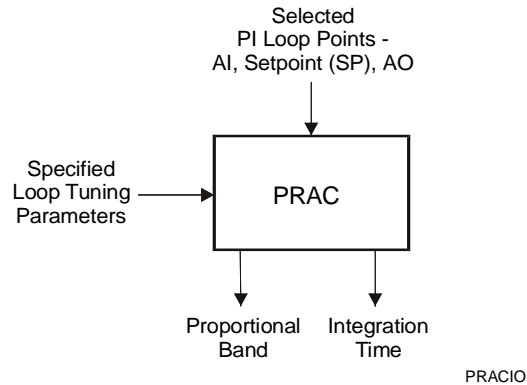 Selected
PI Loop Points -
AI, Setpoint (SP), AO
Specified
Loop Tuning
Parameters
PRAC
Proportional
Band
Integration
Time
PRACIO